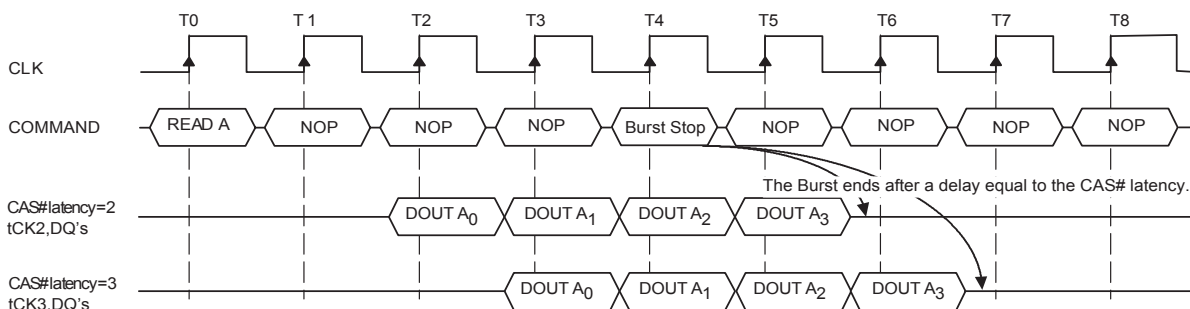 T0 T1 T2 T3 T4 T5 T6 T7 T8
CLK
COMMAND READ A NOP NOP NOP Burst Stop NOP NOP NOP NOP
The Burst ends after a delay equal to the CAS# latency.
CAS#latency=2
tCK2,DQ's DOUT A0 DOUT A1 DOUT A2 DOUT A3
CAS#latency=3
tCK3,DQ's DOUT A0 DOUT A1 DOUT A2 DOUT A3